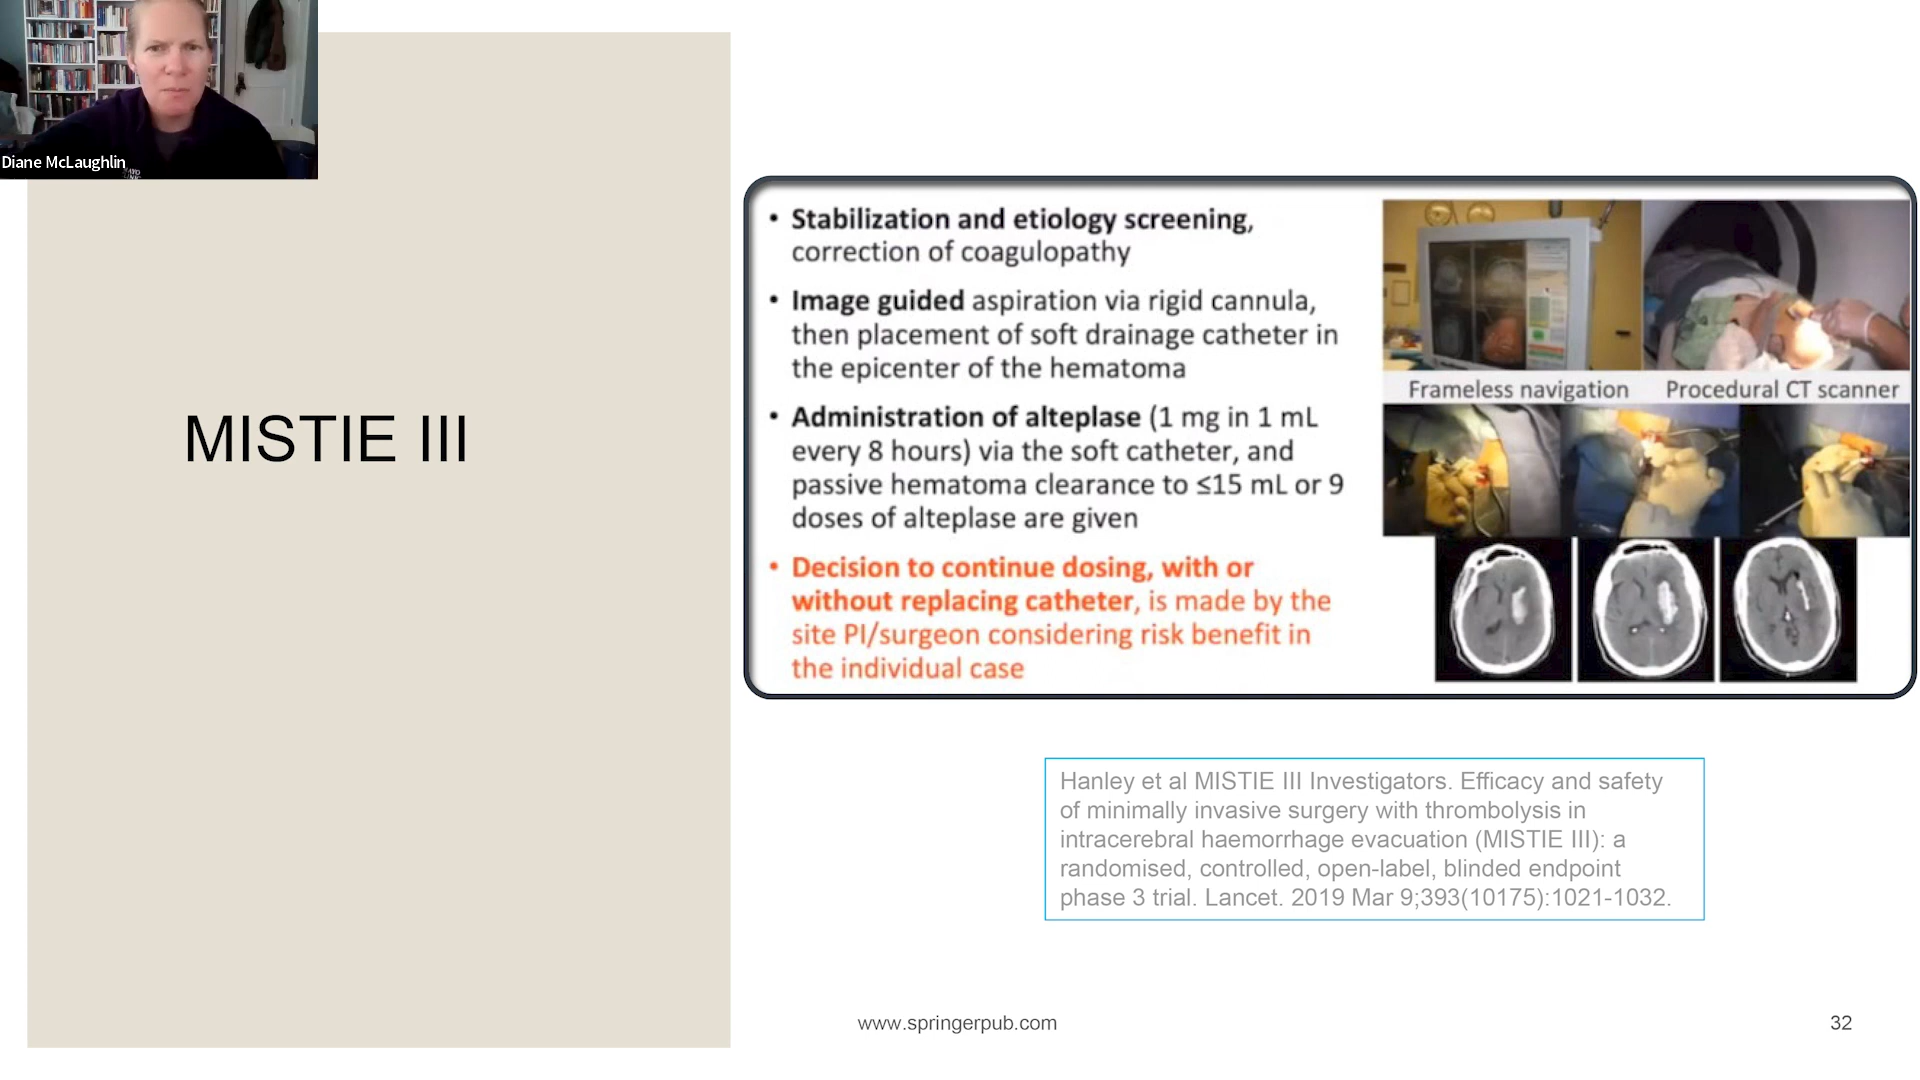 Diane McLaughlin
MISTIE III
• Stabilization and etiology screening,
correction of coagulopathy
• Image guided aspiration via rigid cannula,
then placement of soft drainage catheter in
the epicenter of the hematoma
• Administration of alteplase (1 mg in 1 mL
every 8 hours) via the soft catheter, and
passive hematoma clearance to ≤15 mL or 9
doses of alteplase are given
• Decision to continue dosing, with or
without replacing catheter, is made by the
site PI/surgeon considering risk benefit in
the individual case
Frameless navigation
Procedural CT scanner
Hanley et al MISTIE III Investigators. Efficacy and safety
of minimally invasive surgery with thrombolysis in
intracerebral haemorrhage evacuation (MISTIE III): a
randomised, controlled, open-label, blinded endpoint
phase 3 trial. Lancet. 2019 Mar 9;393(10175):1021-1032.
www.springerpub.com
32